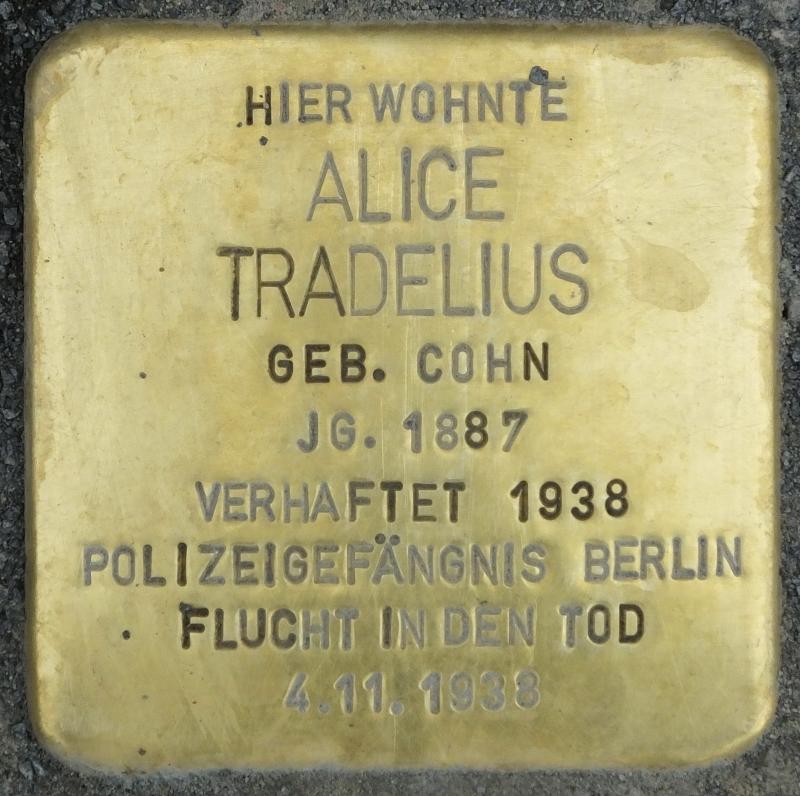 HIER WOHNTE
ALICE
TRADELIUS
GEB. COHN
JG. 1887
VERHAFTET 1938
POLIZEIGEFÄNGNIS BERLIN
FLUCHT IN DEN TOD
4.11.1938